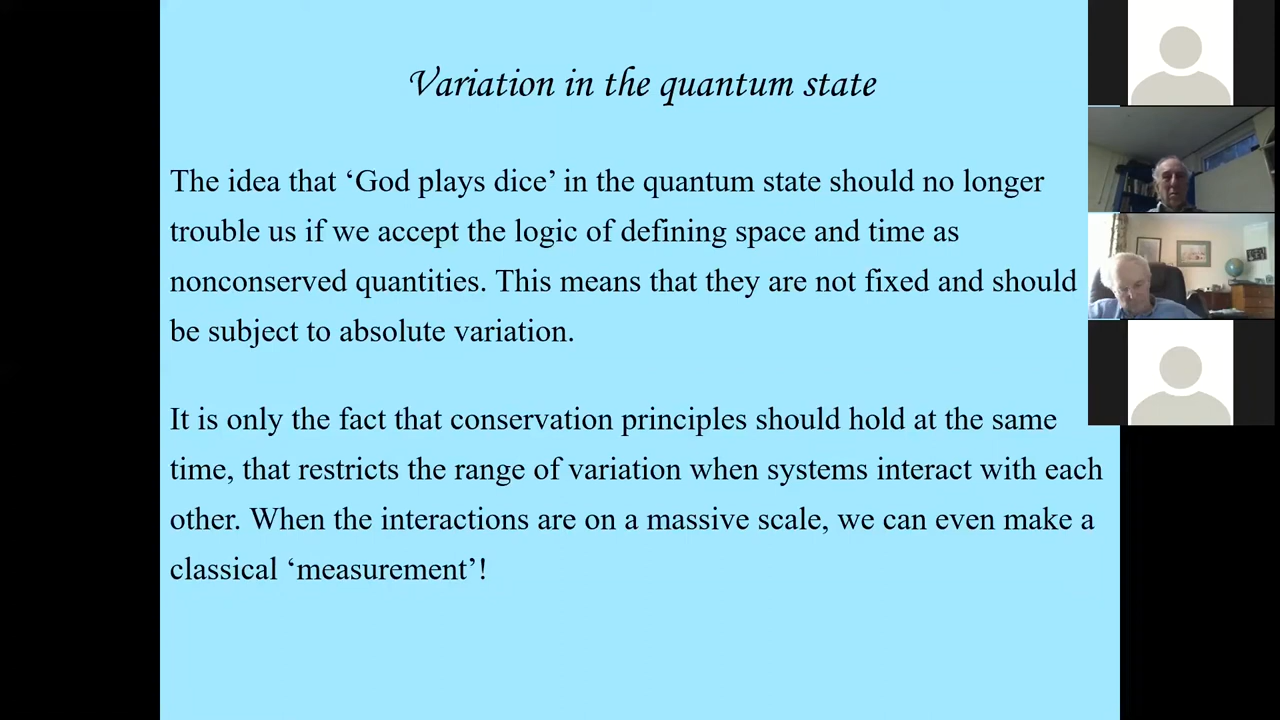 Variation in the quantum state
The idea that ‘God plays dice’ in the quantum state should no longer
trouble us if we accept the logic of defining space and time as
nonconserved quantities. This means that they are not fixed and should
be subject to absolute variation.
It is only the fact that conservation principles should hold at the same
time, that restricts the range of variation when systems interact with each
other. When the interactions are on a massive scale, we can even make a
classical ‘measurement’!